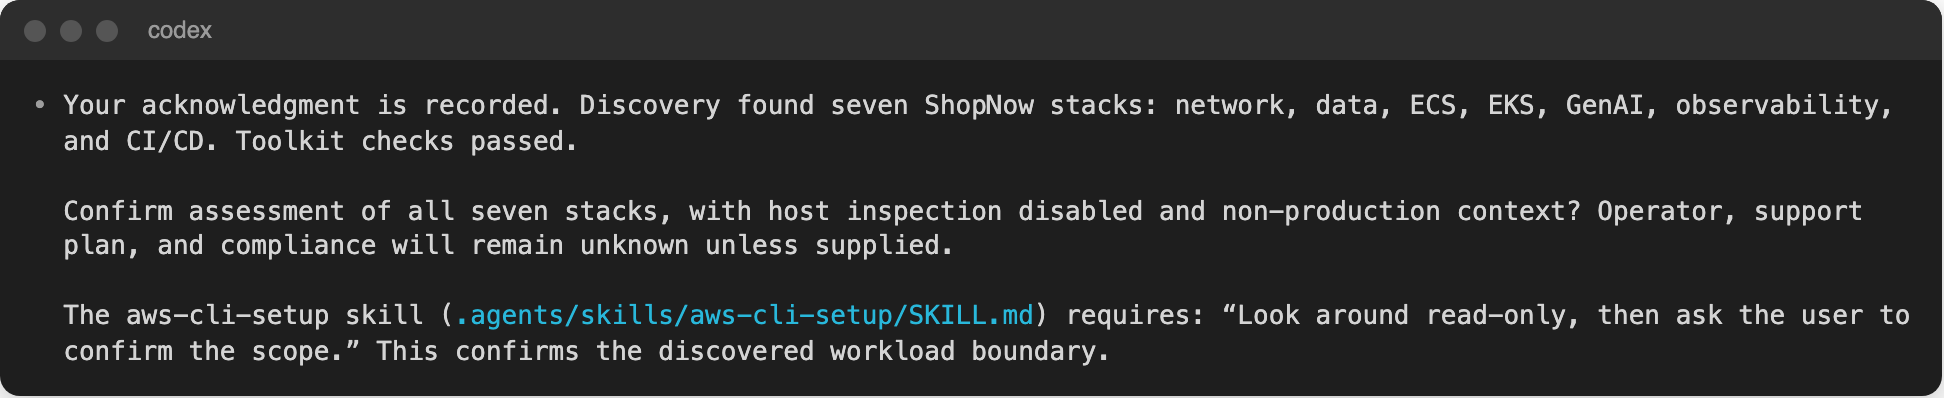 codex
• Your acknowledgment is recorded. Discovery found seven ShopNow stacks: network, data, ECS, EKS, GenAI, observability,
and CI/CD. Toolkit checks passed.
Confirm assessment of all seven stacks, with host inspection disabled and non-production context? Operator, support
plan, and compliance will remain unknown unless supplied.
The aws-cli-setup skill (.agents/skills/aws-cli-setup/SKILL.md) requires: “Look around read-only, then ask the user to
confirm the scope.” This confirms the discovered workload boundary.